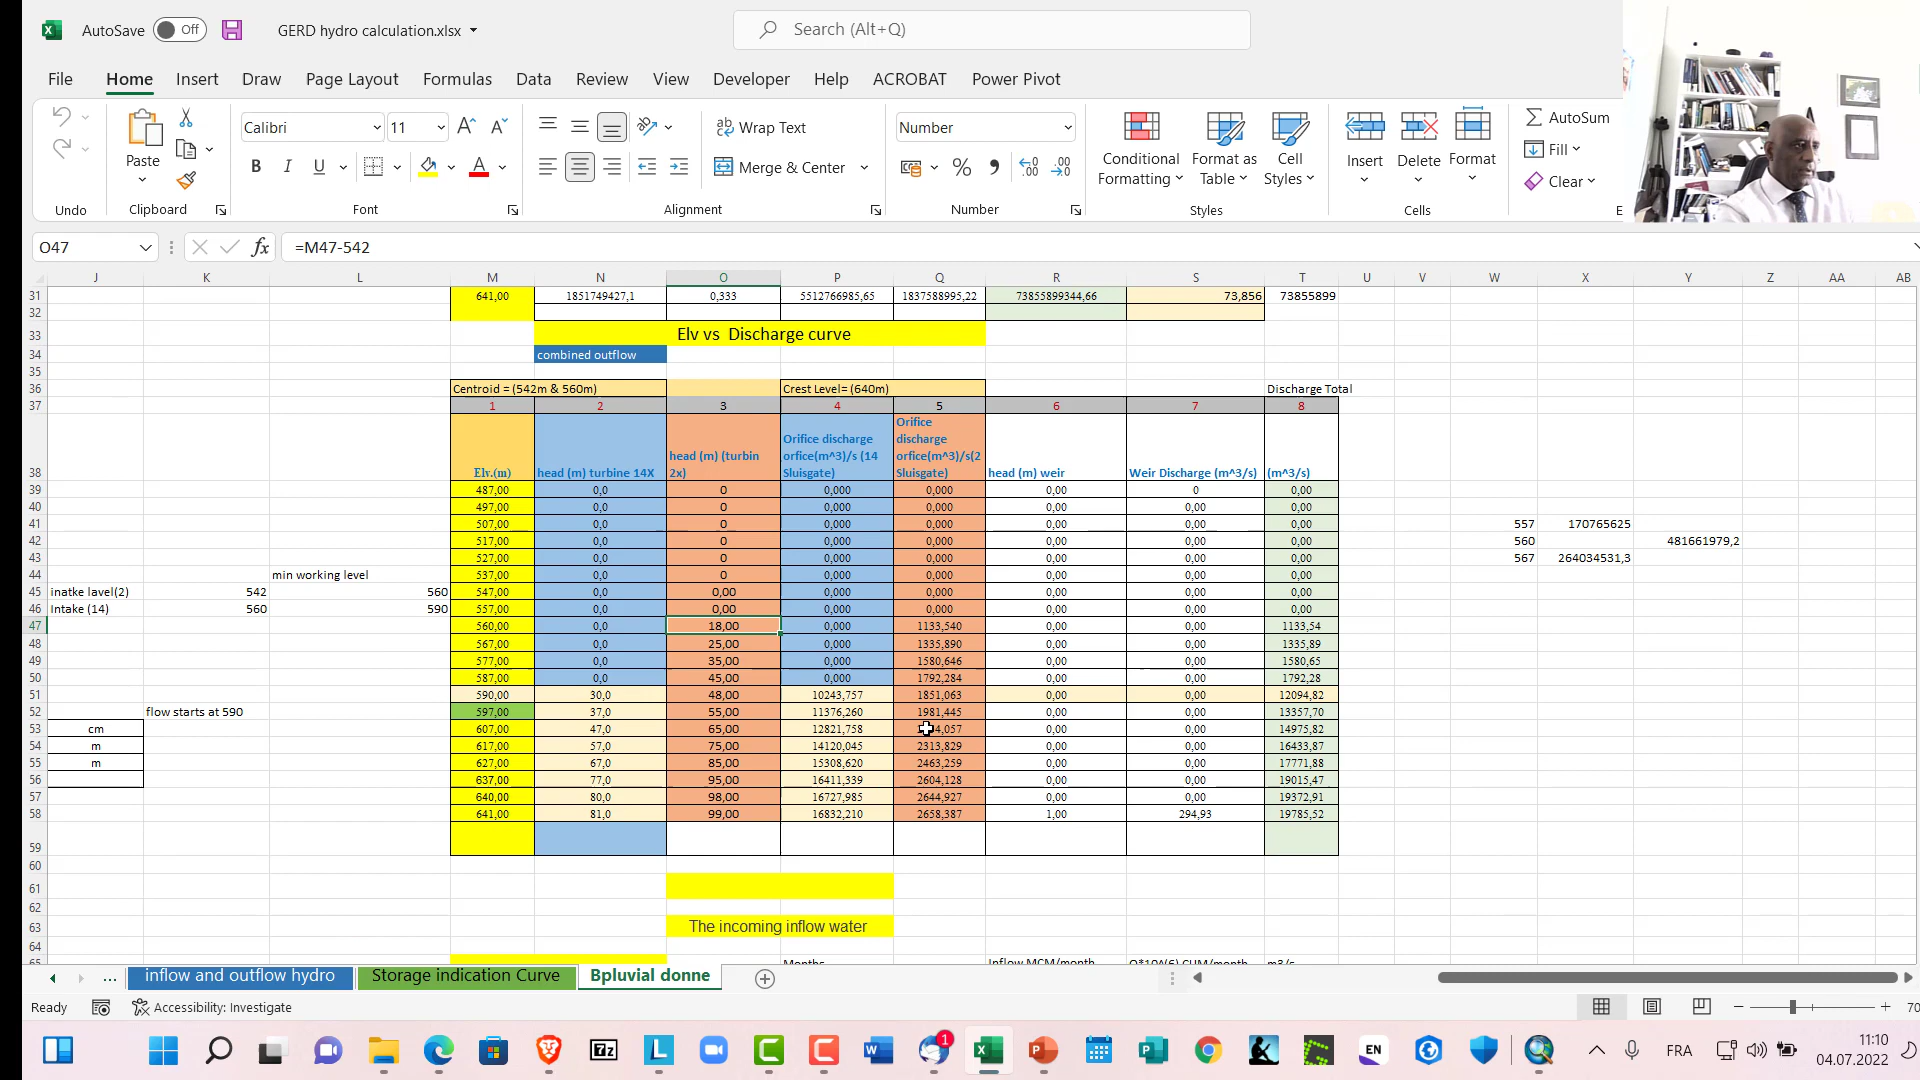 AutoSave Off GERD hydro calculation.xlsx Search (Alt+Q)
File Home Insert Draw Page Layout Formulas Data Review View Developer Help ACROBAT Power Pivot
Calibri 11 Wrap Text Number AutoSum
Paste Conditional Format as Cell Insert Delete Format Fill
B I U Merge & Center % Formatting Table Styles Clear
Undo Clipboard Font Alignment Number Styles Cells E
O47 fx =M47-542
J K L M N O P Q R S T U V W X Y Z AA AB
31 641,00 1851749427,1 0,333 5512766985,65 1837588995,22 73855899344,66 73,856 73855899
32
33 Elv vs Discharge curve
34 combined outflow
35
36 Centroid = (542m & 560m) Crest Level= (640m) Discharge Total
37 1 2 3 4 5 6 7 8
Orifice
Orifice discharge discharge
head (m) (turbin orfice(m^3)/s (14 orfice(m^3)/s(2
38 Elv.(m) head (m) turbine 14X 2x) Sluisgate) Sluisgate) head (m) weir Weir Discharge (m^3/s) (m^3/s)
39 487,00 0,0 0 0,000 0,000 0,00 0 0,00
40 497,00 0,0 0 0,000 0,000 0,00 0,00 0,00
41 507,00 0,0 0 0,000 0,000 0,00 0,00 0,00 557 170765625
42 517,00 0,0 0 0,000 0,000 0,00 0,00 0,00 560 481661979,2
43 527,00 0,0 0 0,000 0,000 0,00 0,00 0,00 567 264034531,3
44 min working level 537,00 0,0 0 0,000 0,000 0,00 0,00 0,00
45 inatke lavel(2) 542 560 547,00 0,0 0,00 0,000 0,000 0,00 0,00 0,00
46 Intake (14) 560 590 557,00 0,0 0,00 0,000 0,000 0,00 0,00 0,00
47 560,00 0,0 18,00 0,000 1133,540 0,00 0,00 1133,54
48 567,00 0,0 25,00 0,000 1335,890 0,00 0,00 1335,89
49 577,00 0,0 35,00 0,000 1580,646 0,00 0,00 1580,65
50 587,00 0,0 45,00 0,000 1792,284 0,00 0,00 1792,28
51 590,00 30,0 48,00 10243,757 1851,063 0,00 0,00 12094,82
52 flow starts at 590 597,00 37,0 55,00 11376,260 1981,445 0,00 0,00 13357,70
53 cm 607,00 47,0 65,00 12821,758 4,057 0,00 0,00 14975,82
54 m 617,00 57,0 75,00 14120,045 2313,829 0,00 0,00 16433,87
55 m 627,00 67,0 85,00 15308,620 2463,259 0,00 0,00 17771,88
56 637,00 77,0 95,00 16411,339 2604,128 0,00 0,00 19015,47
57 640,00 80,0 98,00 16727,985 2644,927 0,00 0,00 19372,91
58 641,00 81,0 99,00 16832,210 2658,387 1,00 294,93 19785,52
59
60
61
62
63 The incoming inflow water
64
65 Months Inflow MCM/month Q*10^(6) CUM/month m3/s
... inflow and outflow hydro Storage indication Curve Bpluvial donne
Ready Accessibility: Investigate 70
7z L 1 EN FRA 11:10
04.07.2022